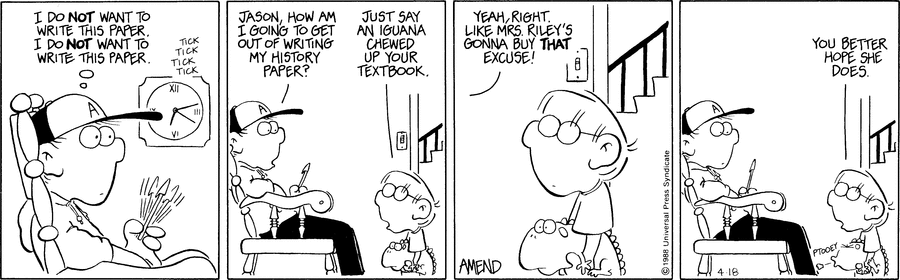 I DO NOT WANT TO
WRITE THIS PAPER.
I DO NOT WANT TO
WRITE THIS PAPER.
TICK
TICK
TICK
TICK
A
XII
III
VI
JASON, HOW AM
I GOING TO GET
OUT OF WRITING
MY HISTORY
PAPER?
JUST SAY
AN IGUANA
CHEWED
UP YOUR
TEXTBOOK.
A
YEAH, RIGHT.
LIKE MRS. RILEY'S
GONNA BUY THAT
EXCUSE!
AMEND
©1988 Universal Press Syndicate
YOU BETTER
HOPE SHE
DOES.
A
PTOOEY
4-18